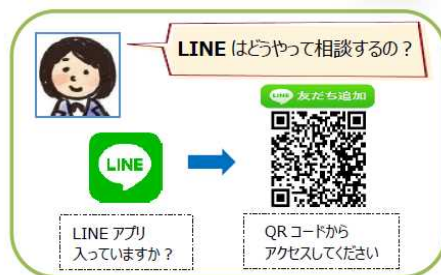 LINE はどうやって相談するの？
LINE 友だち追加
LINE
LINE アプリ
入っていますか？
QR コードから
アクセスしてください